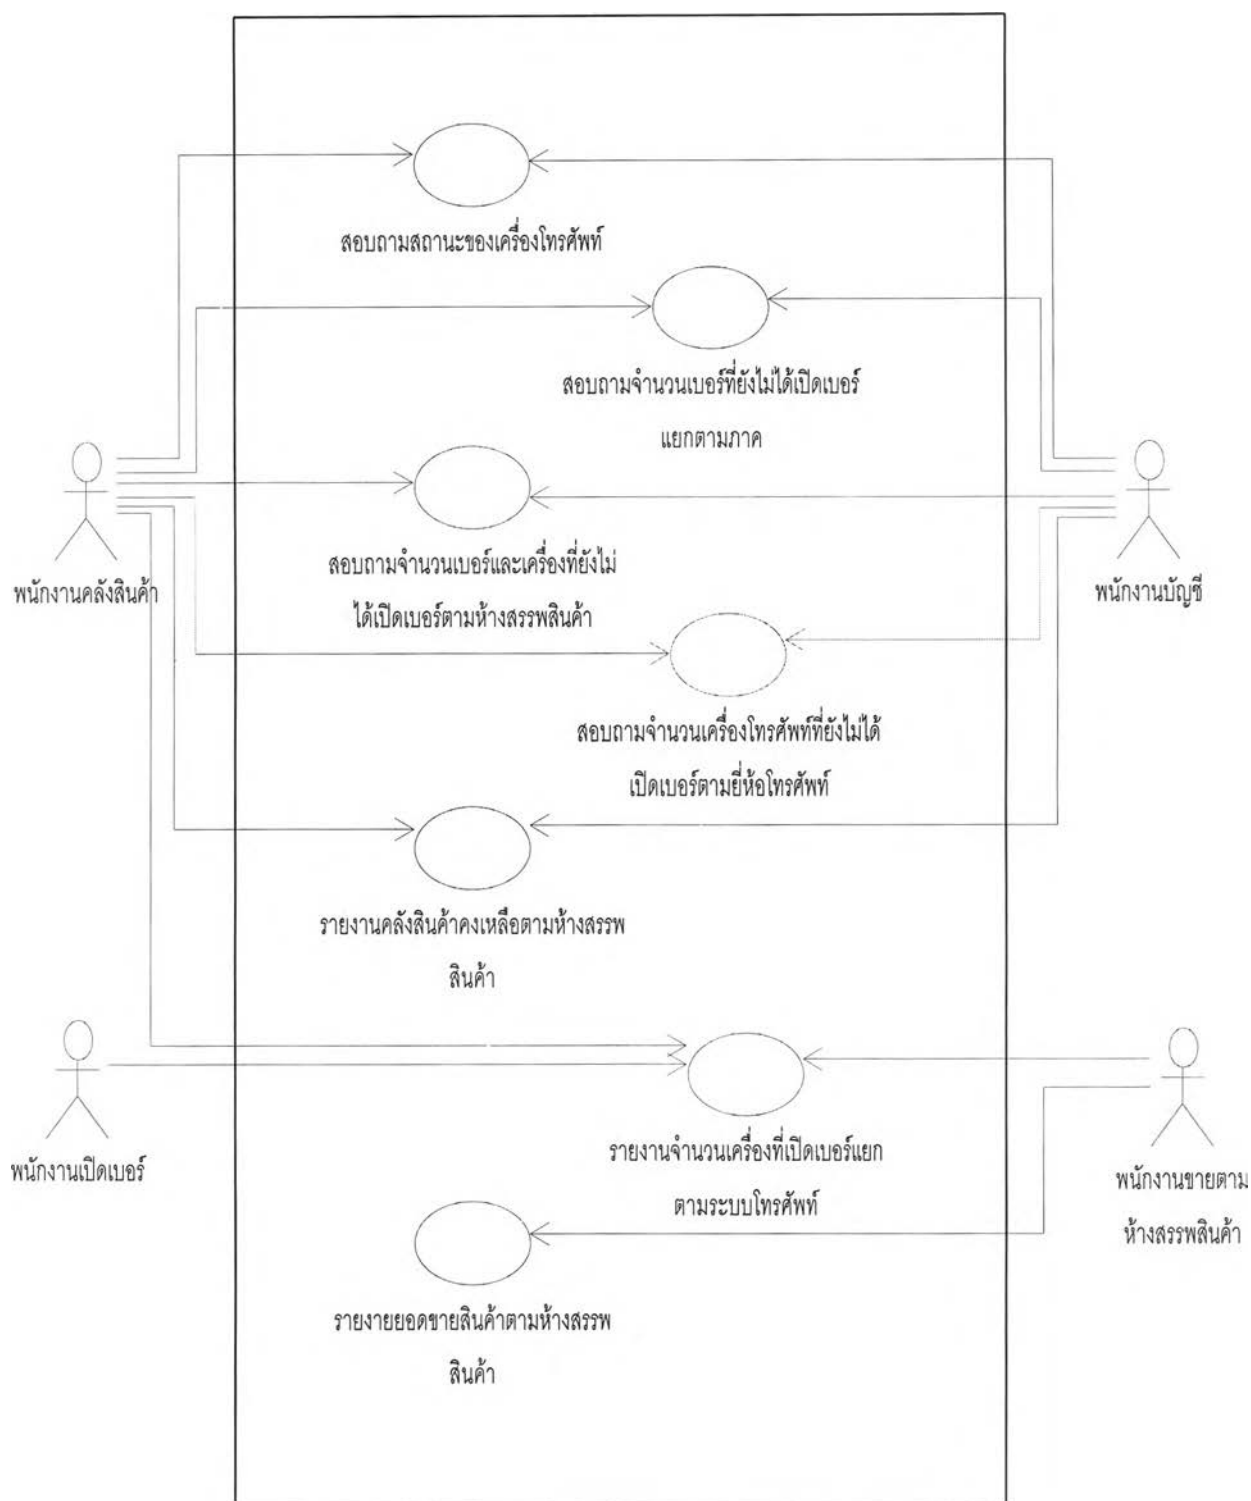 สอบถามสถานะของเครื่องโทรศัพท์
สอบถามจำนวนเบอร์ที่ยังไม่ได้เปิดเบอร์
แยกตามภาค
พนักงานคลังสินค้า
สอบถามจำนวนเบอร์และเครื่องที่ยังไม่
ได้เปิดเบอร์ตามห้างสรรพสินค้า
พนักงานบัญชี
สอบถามจำนวนเครื่องโทรศัพท์ที่ยังไม่ได้
เปิดเบอร์ตามยี่ห้อโทรศัพท์
รายงานคลังสินค้าคงเหลือตามห้างสรรพ
สินค้า
พนักงานเปิดเบอร์
รายงานจำนวนเครื่องที่เปิดเบอร์แยก
ตามระบบโทรศัพท์
พนักงานขายตาม
ห้างสรรพสินค้า
รายงายยอดขายสินค้าตามห้างสรรพ
สินค้า